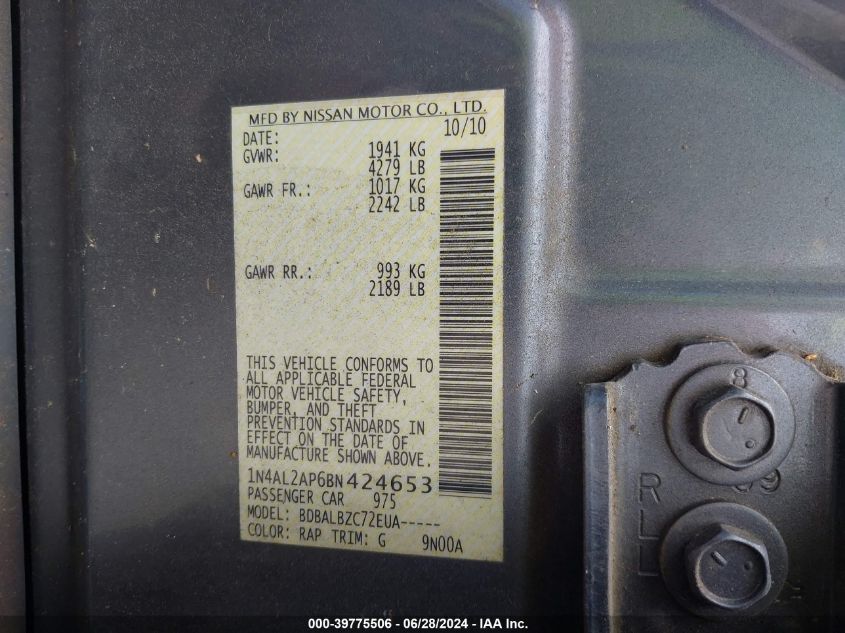 MFD BY NISSAN MOTOR CO., LTD.
DATE: 10/10
GVWR: 1941 KG
4279 LB
GAWR FR.: 1017 KG
2242 LB
GAWR RR.: 993 KG
2189 LB
THIS VEHICLE CONFORMS TO
ALL APPLICABLE FEDERAL
MOTOR VEHICLE SAFETY,
BUMPER, AND THEFT
PREVENTION STANDARDS IN
EFFECT ON THE DATE OF
MANUFACTURE SHOWN ABOVE.
1N4AL2AP6BN424653
PASSENGER CAR 975
MODEL: BDBALBZC72EUA-----
COLOR: RAP TRIM: G 9N00A
8
R 09
L
L
000-39775506 - 06/28/2024 - IAA Inc.